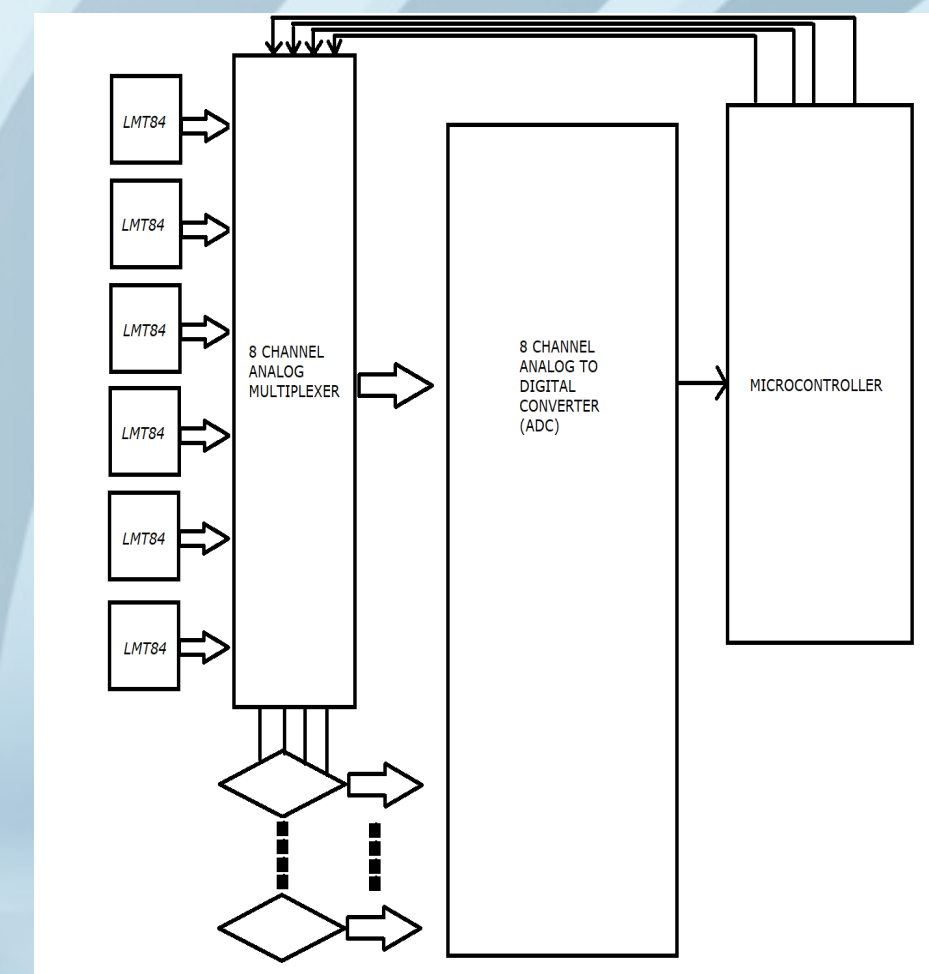 LMT84
LMT84
LMT84
LMT84
LMT84
LMT84
8 CHANNEL
ANALOG
MULTIPLEXER
8 CHANNEL
ANALOG TO
DIGITAL
CONVERTER
(ADC)
MICROCONTROLLER